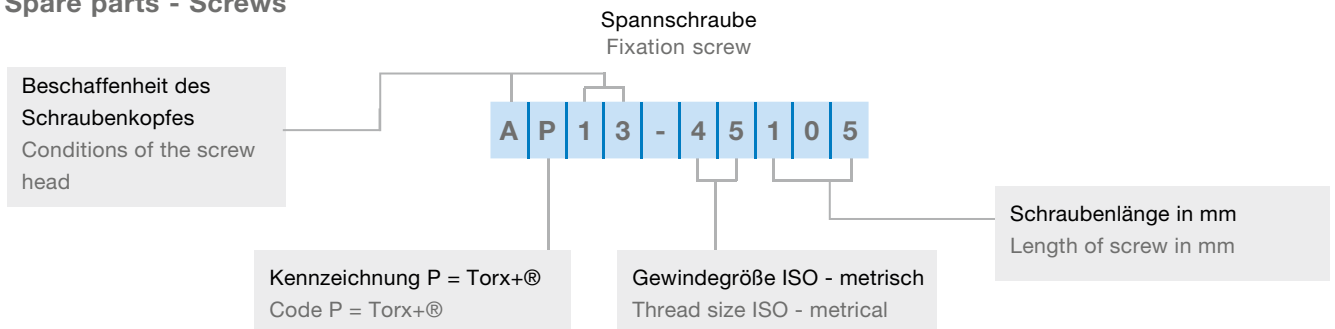 Spare parts - Screws
Spannschraube
Fixation screw
Beschaffenheit des
Schraubenkopfes
Conditions of the screw
head
A P 1 3 - 4 5 1 0 5
Schraubenlänge in mm
Length of screw in mm
Kennzeichnung P = Torx+®
Code P = Torx+®
Gewindegröße ISO - metrisch
Thread size ISO - metrical